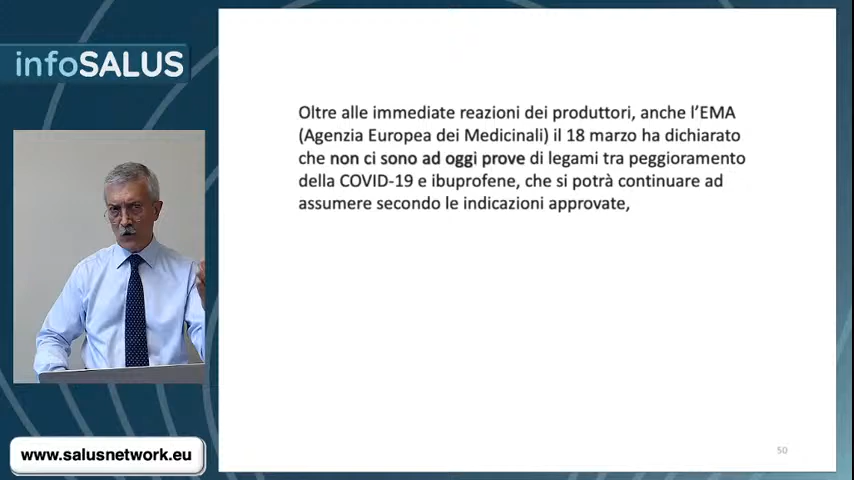 infoSALUS
Oltre alle immediate reazioni dei produttori, anche l'EMA
(Agenzia Europea dei Medicinali) il 18 marzo ha dichiarato
che non ci sono ad oggi prove di legami tra peggioramento
della COVID-19 e ibuprofene, che si potrà continuare ad
assumere secondo le indicazioni approvate,
www.salusnetwork.eu
50